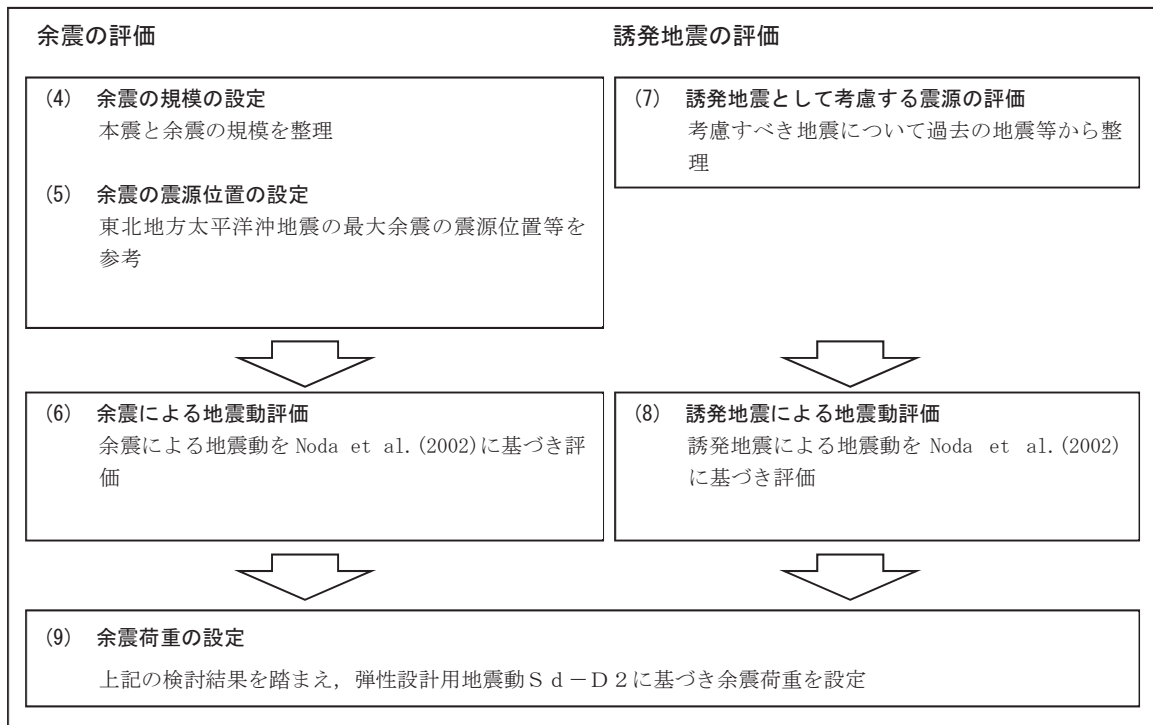 余震の評価
(4) 余震の規模の設定
本震と余震の規模を整理
(5) 余震の震源位置の設定
東北地方太平洋沖地震の最大余震の震源位置等を
参考
(6) 余震による地震動評価
余震による地震動を Noda et al.(2002)に基づき評
価
誘発地震の評価
(7) 誘発地震として考慮する震源の評価
考慮すべき地震について過去の地震等から整
理
(8) 誘発地震による地震動評価
誘発地震による地震動を Noda et al.(2002)
に基づき評価
(9) 余震荷重の設定
上記の検討結果を踏まえ，弾性設計用地震動Ｓｄ－Ｄ２に基づき余震荷重を設定